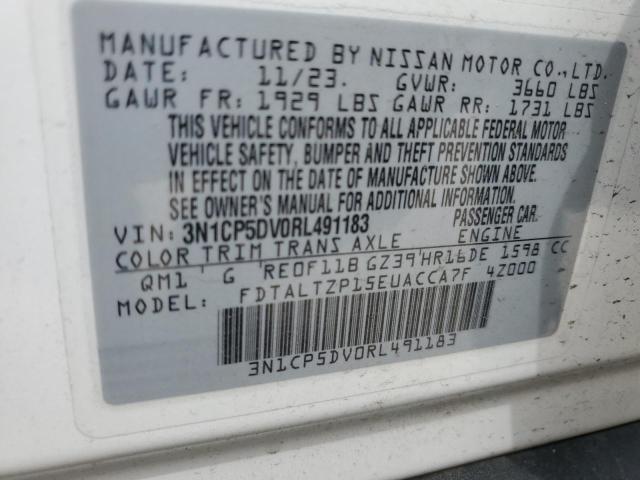 MANUFACTURED BY NISSAN MOTOR CO.,LTD.
DATE: 11/23. GVWR: 3660 LBS
GAWR FR: 1929 LBS GAWR RR: 1731 LBS
THIS VEHICLE CONFORMS TO ALL APPLICABLE FEDERAL MOTOR
VEHICLE SAFETY, BUMPER AND THEFT PREVENTION STANDARDS
IN EFFECT ON THE DATE OF MANUFACTURE SHOWN ABOVE.
SEE OWNER'S MANUAL FOR ADDITIONAL INFORMATION.
VIN: 3N1CP5DV0RL491183 PASSENGER CAR.
COLOR TRIM TRANS AXLE ENGINE
QM1 ' G 'RE0F11B GZ39'HR16DE 1598 CC
MODEL: FDTALTZP15EUACCA7F 4Z000
3N1CP5DV0RL491183